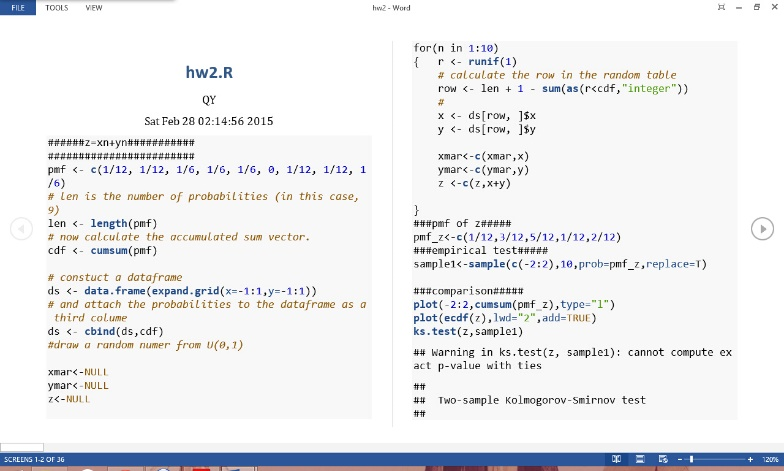 FILE TOOLS VIEW hw2 - Word
hw2.R
QY
Sat Feb 28 02:14:56 2015
######z=xn+yn###########
########################
pmf <- c(1/12, 1/12, 1/6, 1/6, 1/6, 0, 1/12, 1/12, 1
/6)
# len is the number of probabilities (in this case,
9)
len <- length(pmf)
# now calculate the accumulated sum vector.
cdf <- cumsum(pmf)
# constuct a dataframe
ds <- data.frame(expand.grid(x=-1:1,y=-1:1))
# and attach the probabilities to the dataframe as a
third colume
ds <- cbind(ds,cdf)
#draw a random numer from U(0,1)
xmar<-NULL
ymar<-NULL
z<-NULL
for(n in 1:10)
{ r <- runif(1)
# calculate the row in the random table
row <- len + 1 - sum(as(r<cdf,"integer"))
#
x <- ds[row, ]$x
y <- ds[row, ]$y
xmar<-c(xmar,x)
ymar<-c(ymar,y)
z <-c(z,x+y)
}
###pmf of z#####
pmf_z<-c(1/12,3/12,5/12,1/12,2/12)
###empirical test#####
sample1<-sample(c(-2:2),10,prob=pmf_z,replace=T)
###comparison#####
plot(-2:2,cumsum(pmf_z),type="l")
plot(ecdf(z),lwd="2",add=TRUE)
ks.test(z,sample1)
## Warning in ks.test(z, sample1): cannot compute ex
act p-value with ties
##
## Two-sample Kolmogorov-Smirnov test
##
SCREENS 1-2 OF 36 120%